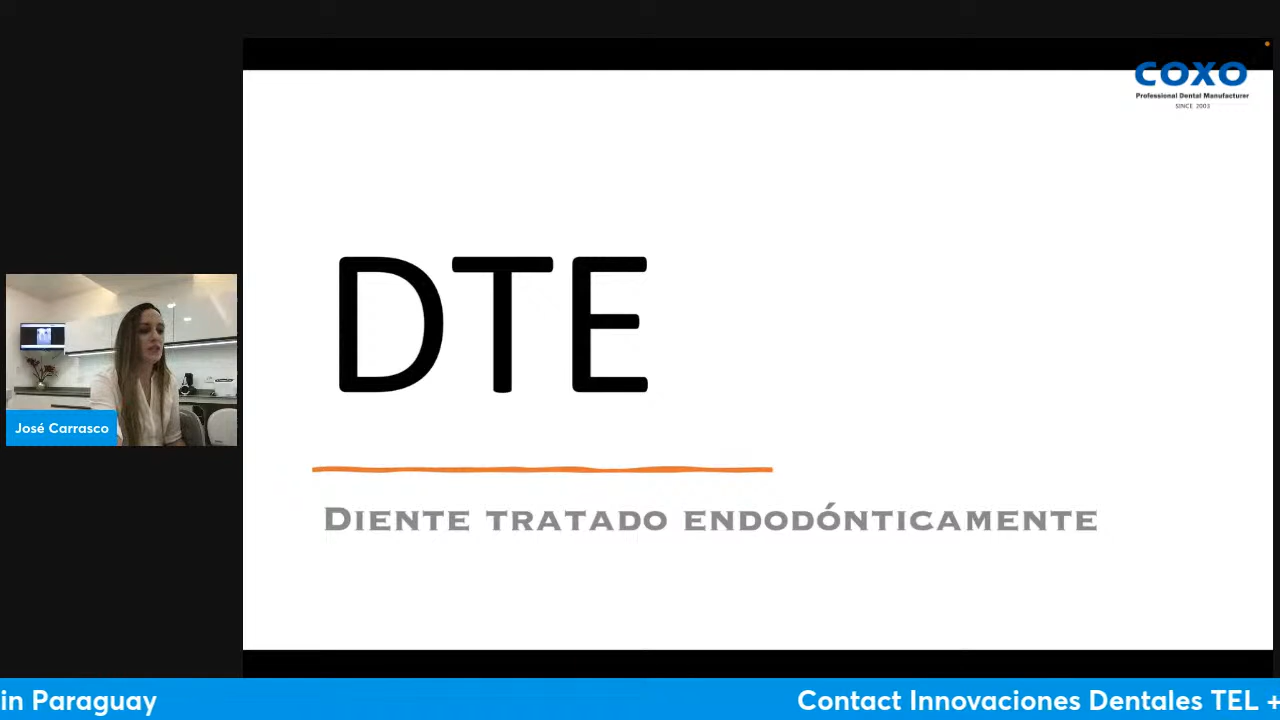 COXO
Professional Dental Manufacturer
SINCE 2003
DTE
DIENTE TRATADO ENDODÓNTICAMENTE
José Carrasco
in Paraguay
Contact Innovaciones Dentales TEL +